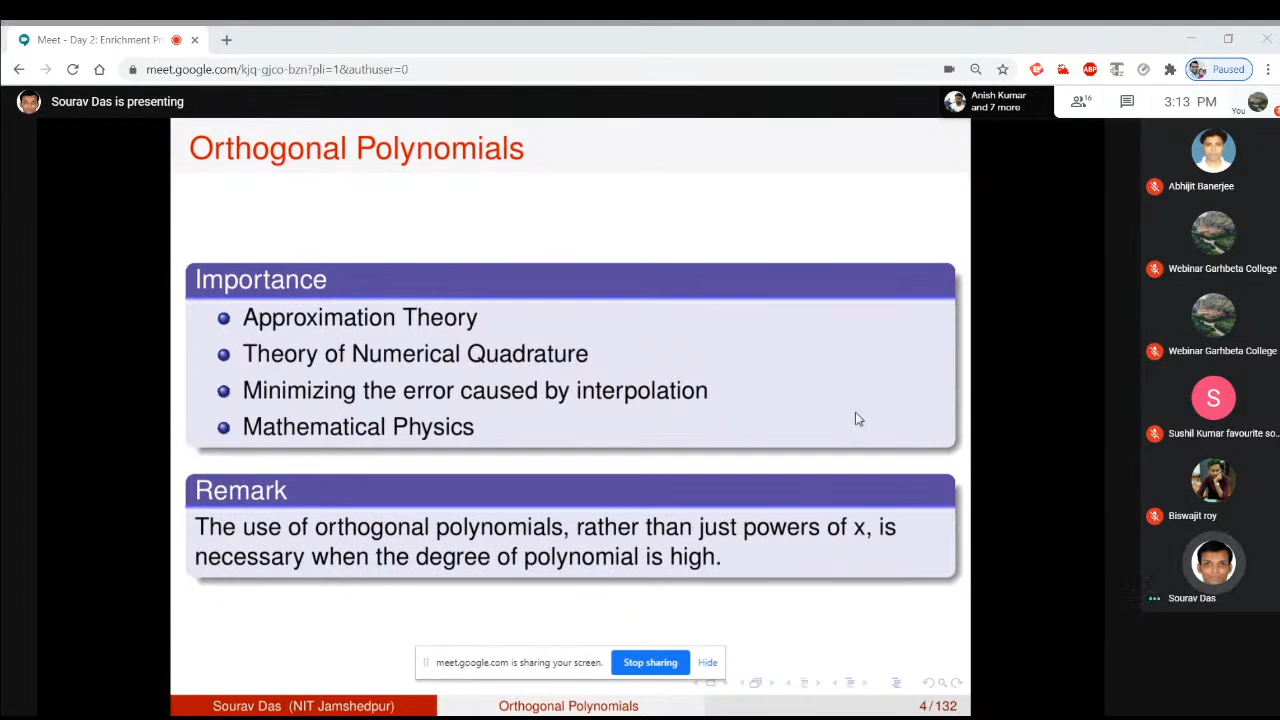 Meet - Day 2: Enrichment Pr
meet.google.com/kjq-gjco-bzn?pli=1&authuser=0
ABP
Paused
Sourav Das is presenting
Anish Kumar
and 7 more
16
3:13 PM
You
Orthogonal Polynomials
Importance
Approximation Theory
Theory of Numerical Quadrature
Minimizing the error caused by interpolation
Mathematical Physics
Remark
The use of orthogonal polynomials, rather than just powers of x, is
necessary when the degree of polynomial is high.
Abhijit Banerjee
Webinar Garhbeta College
Webinar Garhbeta College
S
Sushil Kumar favourite so...
Biswajit roy
Sourav Das
meet.google.com is sharing your screen.
Stop sharing
Hide
Sourav Das (NIT Jamshedpur)
Orthogonal Polynomials
4/132